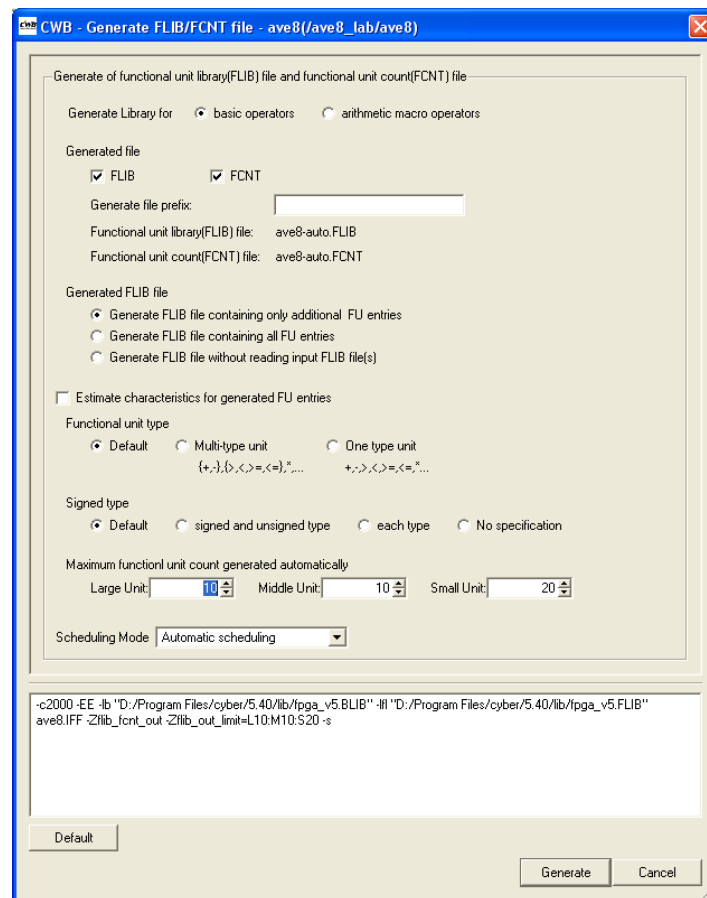 CWB - Generate FLIB/FCNT file - ave8(/ave8_lab/ave8)
Generate of functional unit library(FLIB) file and functional unit count(FCNT) file
Generate Library for basic operators arithmetic macro operators
Generated file
FLIB FCNT
Generate file prefix:
Functional unit library(FLIB) file: ave8-auto.FLIB
Functional unit count(FCNT) file: ave8-auto.FCNT
Generated FLIB file
Generate FLIB file containing only additional FU entries
Generate FLIB file containing all FU entries
Generate FLIB file without reading input FLIB file(s)
Estimate characteristics for generated FU entries
Functional unit type
Default Multi-type unit One type unit
{+,-},{>,<,>=,<=},*,... +,-,>,<,>=,<=,*...
Signed type
Default signed and unsigned type each type No specification
Maximum functionl unit count generated automatically
Large Unit: 10 Middle Unit: 10 Small Unit: 20
Scheduling Mode Automatic scheduling
-c2000 -EE -lb "D:/Program Files/cyber/5.40/lib/fpga_v5.BLIB" -lfl "D:/Program Files/cyber/5.40/lib/fpga_v5.FLIB"
ave8.IFF -Zflib_fcnt_out -Zflib_out_limit=L10:M10:S20 -s
Default
Generate Cancel